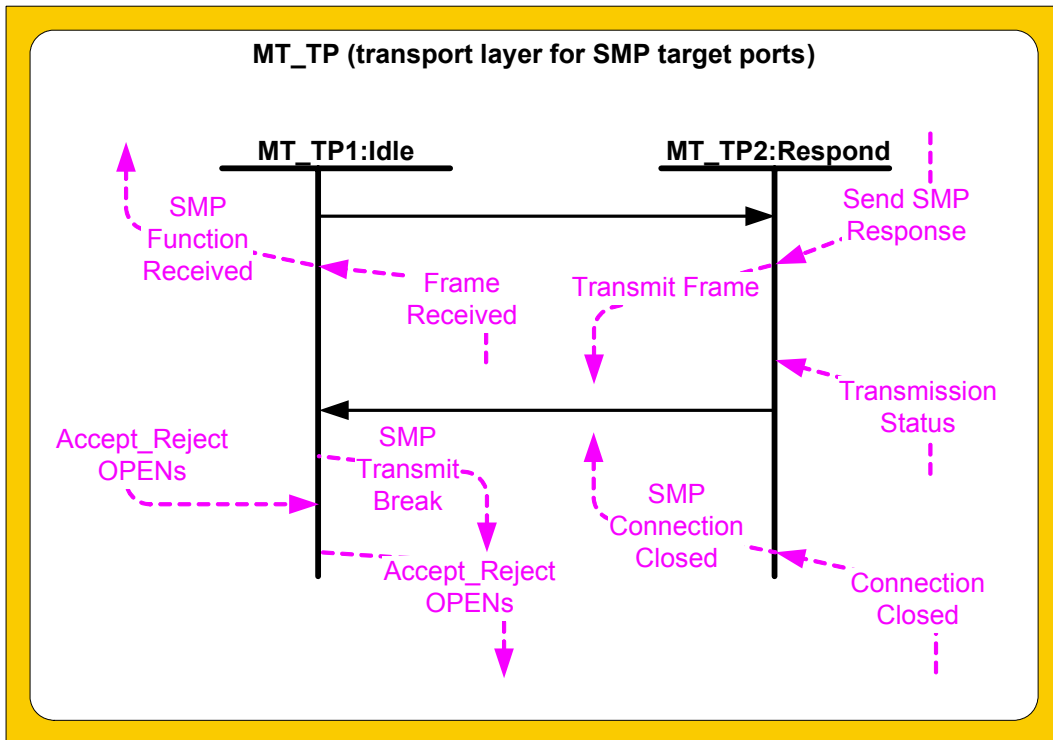 MT_TP (transport layer for SMP target ports)
MT_TP1:Idle
MT_TP2:Respond
SMP
Function
Received
Send SMP
Response
Frame
Received
Transmit Frame
Transmission
Status
Accept_Reject
OPENs
SMP
Transmit
Break
SMP
Connection
Closed
Accept_Reject
OPENs
Connection
Closed